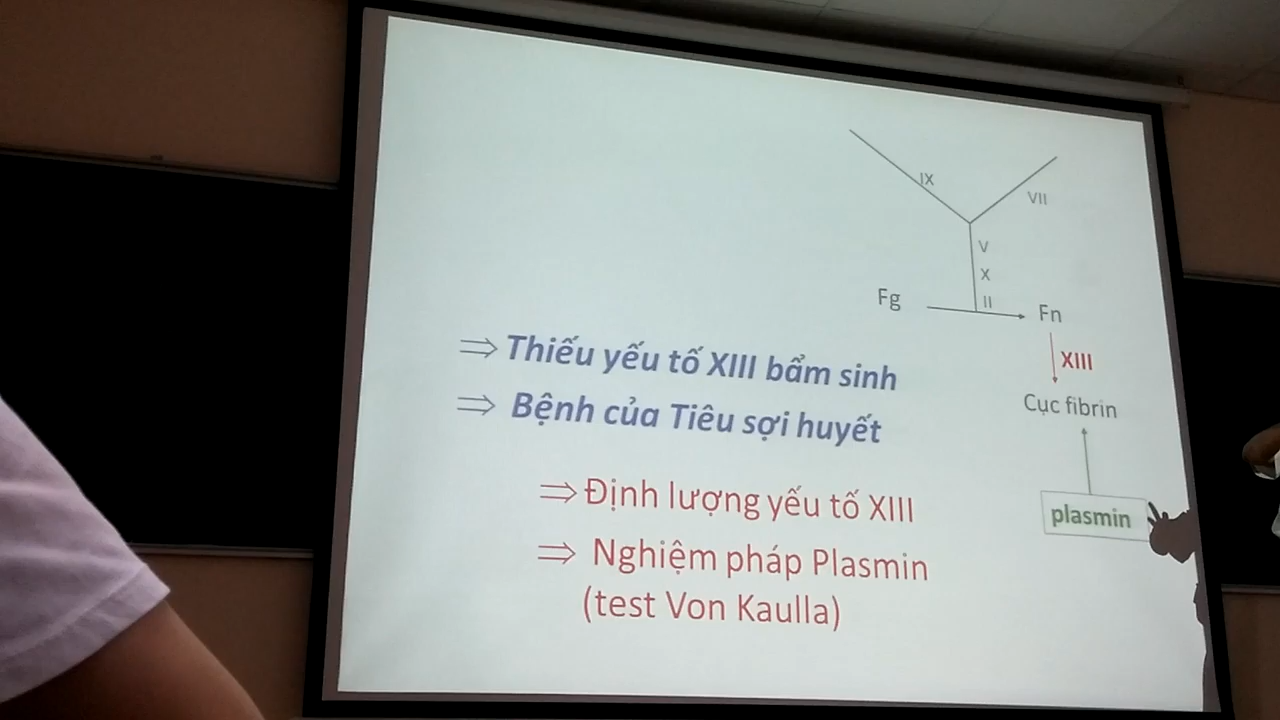 IX
VII
V
X
II
Fg
Fn
XIII
Cục fibrin
plasmin
⇒ Thiếu yếu tố XIII bẩm sinh
⇒ Bệnh của Tiêu sợi huyết
⇒ Định lượng yếu tố XIII
⇒ Nghiệm pháp Plasmin
(test Von Kaulla)